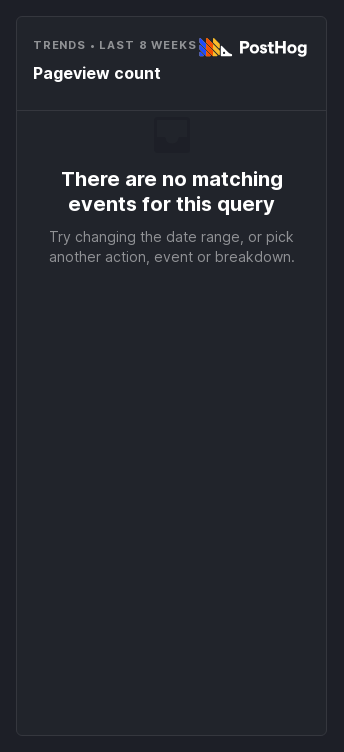 TRENDS • LAST 8 WEEKS
PostHog
Pageview count
There are no matching
events for this query
Try changing the date range, or pick
another action, event or breakdown.